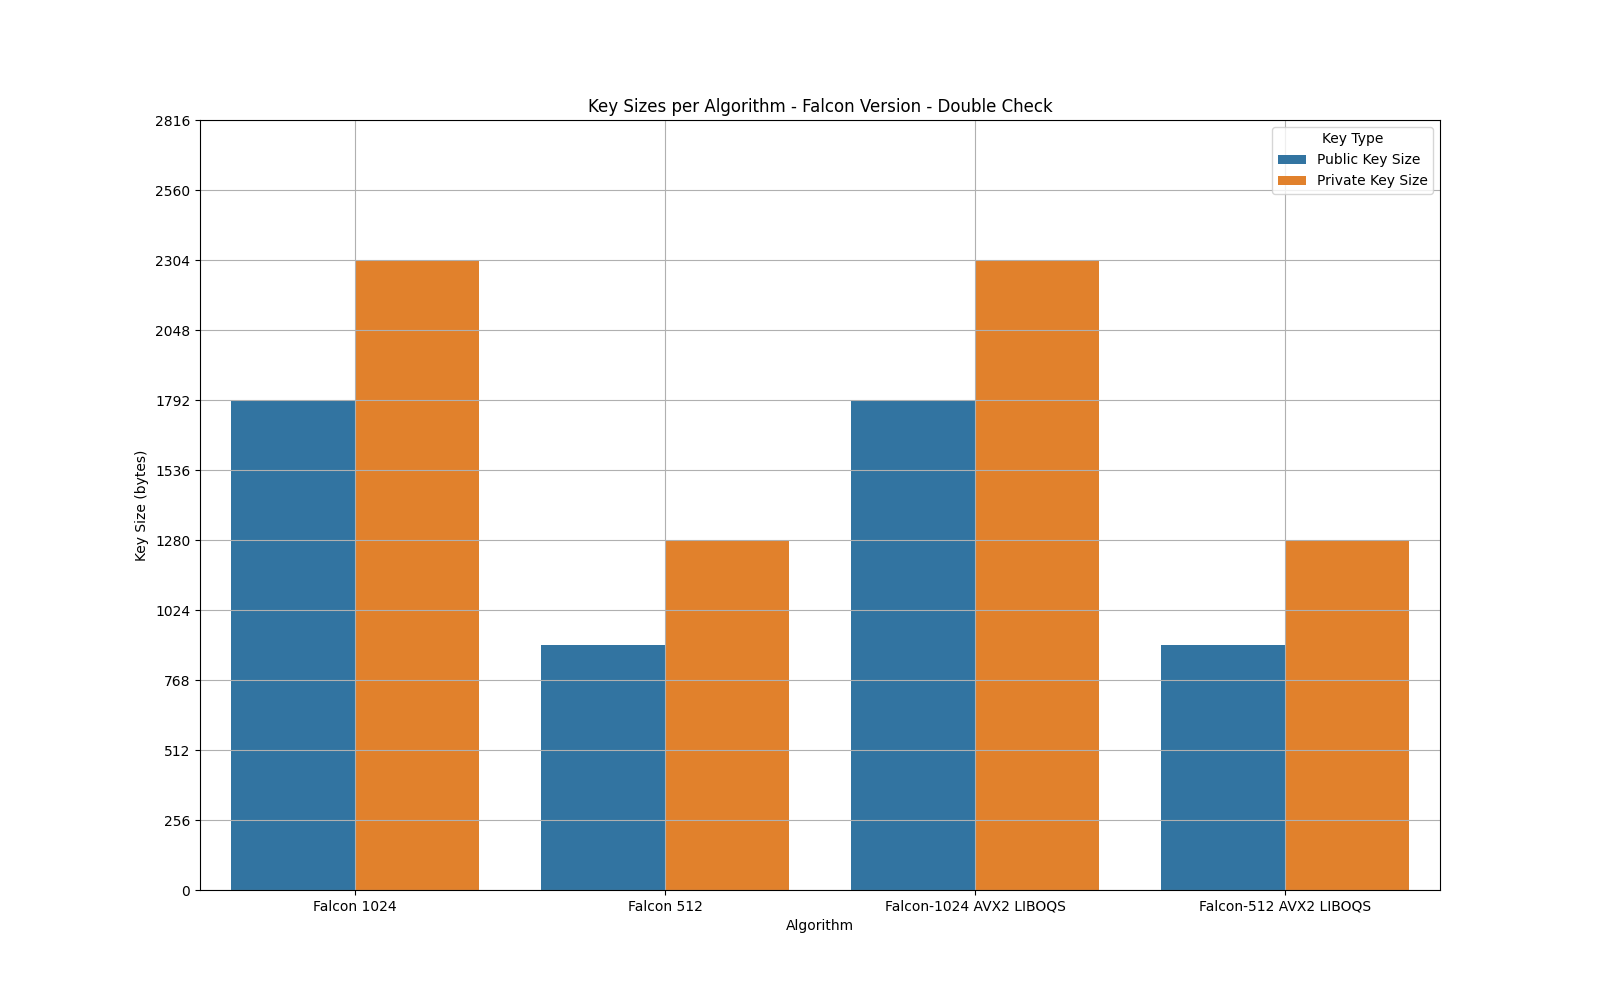 Key Sizes per Algorithm - Falcon Version - Double Check
Key Type
Public Key Size
Private Key Size
2816
2560
2304
2048
1792
1536
1280
1024
768
512
256
0
Key Size (bytes)
Falcon 1024
Falcon 512
Falcon-1024 AVX2 LIBOQS
Falcon-512 AVX2 LIBOQS
Algorithm